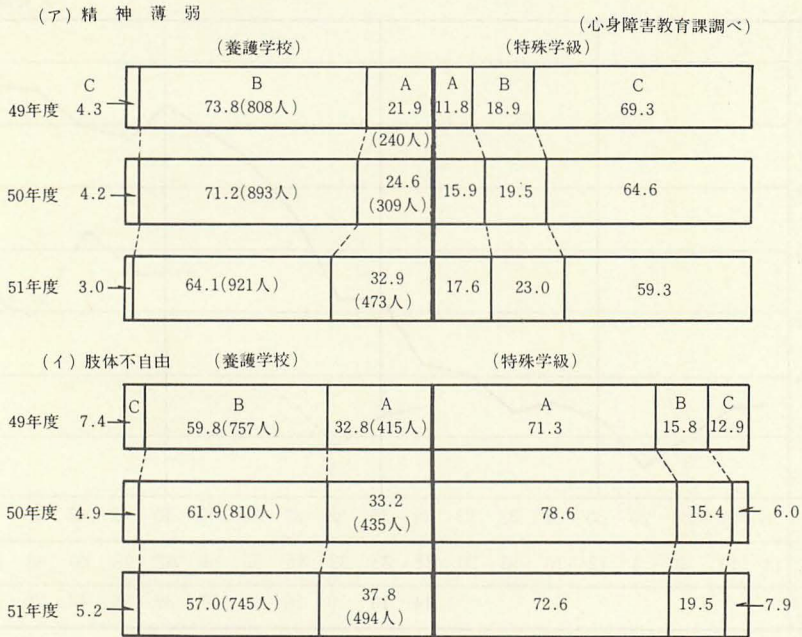 (ア) 精神薄弱
(心身障害教育課調べ)
(養護学校) (特殊学級)
C B A A B C
49年度 4.3 73.8(808人) 21.9 11.8 18.9 69.3
(240人)
50年度 4.2 71.2(893人) 24.6 15.9 19.5 64.6
(309人)
51年度 3.0 64.1(921人) 32.9 17.6 23.0 59.3
(473人)
(イ) 肢体不自由 (養護学校) (特殊学級)
C B A A B C
49年度 7.4 59.8(757人) 32.8(415人) 71.3 15.8 12.9
50年度 4.9 61.9(810人) 33.2 78.6 15.4 6.0
(435人)
51年度 5.2 57.0(745人) 37.8 72.6 19.5 7.9
(494人)